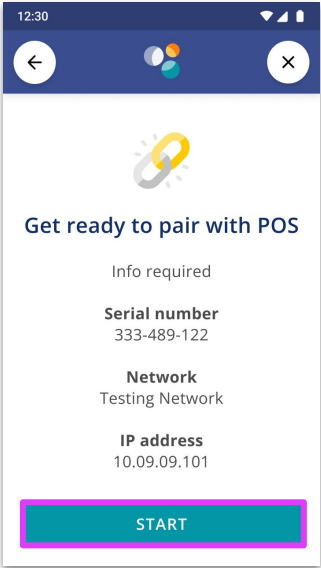 12:30
Get ready to pair with POS
Info required
Serial number
333-489-122
Network
Testing Network
IP address
10.09.09.101
START